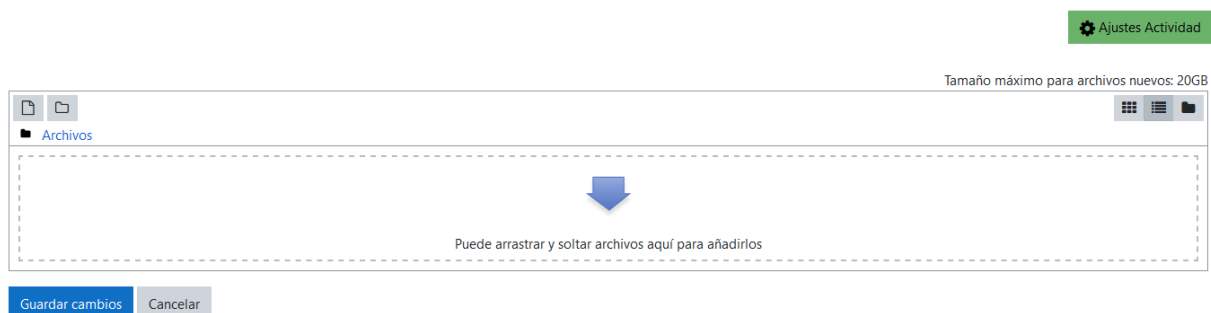 Ajustes Actividad
Tamaño máximo para archivos nuevos: 20GB
Archivos
Puede arrastrar y soltar archivos aquí para añadirlos
Guardar cambios
Cancelar